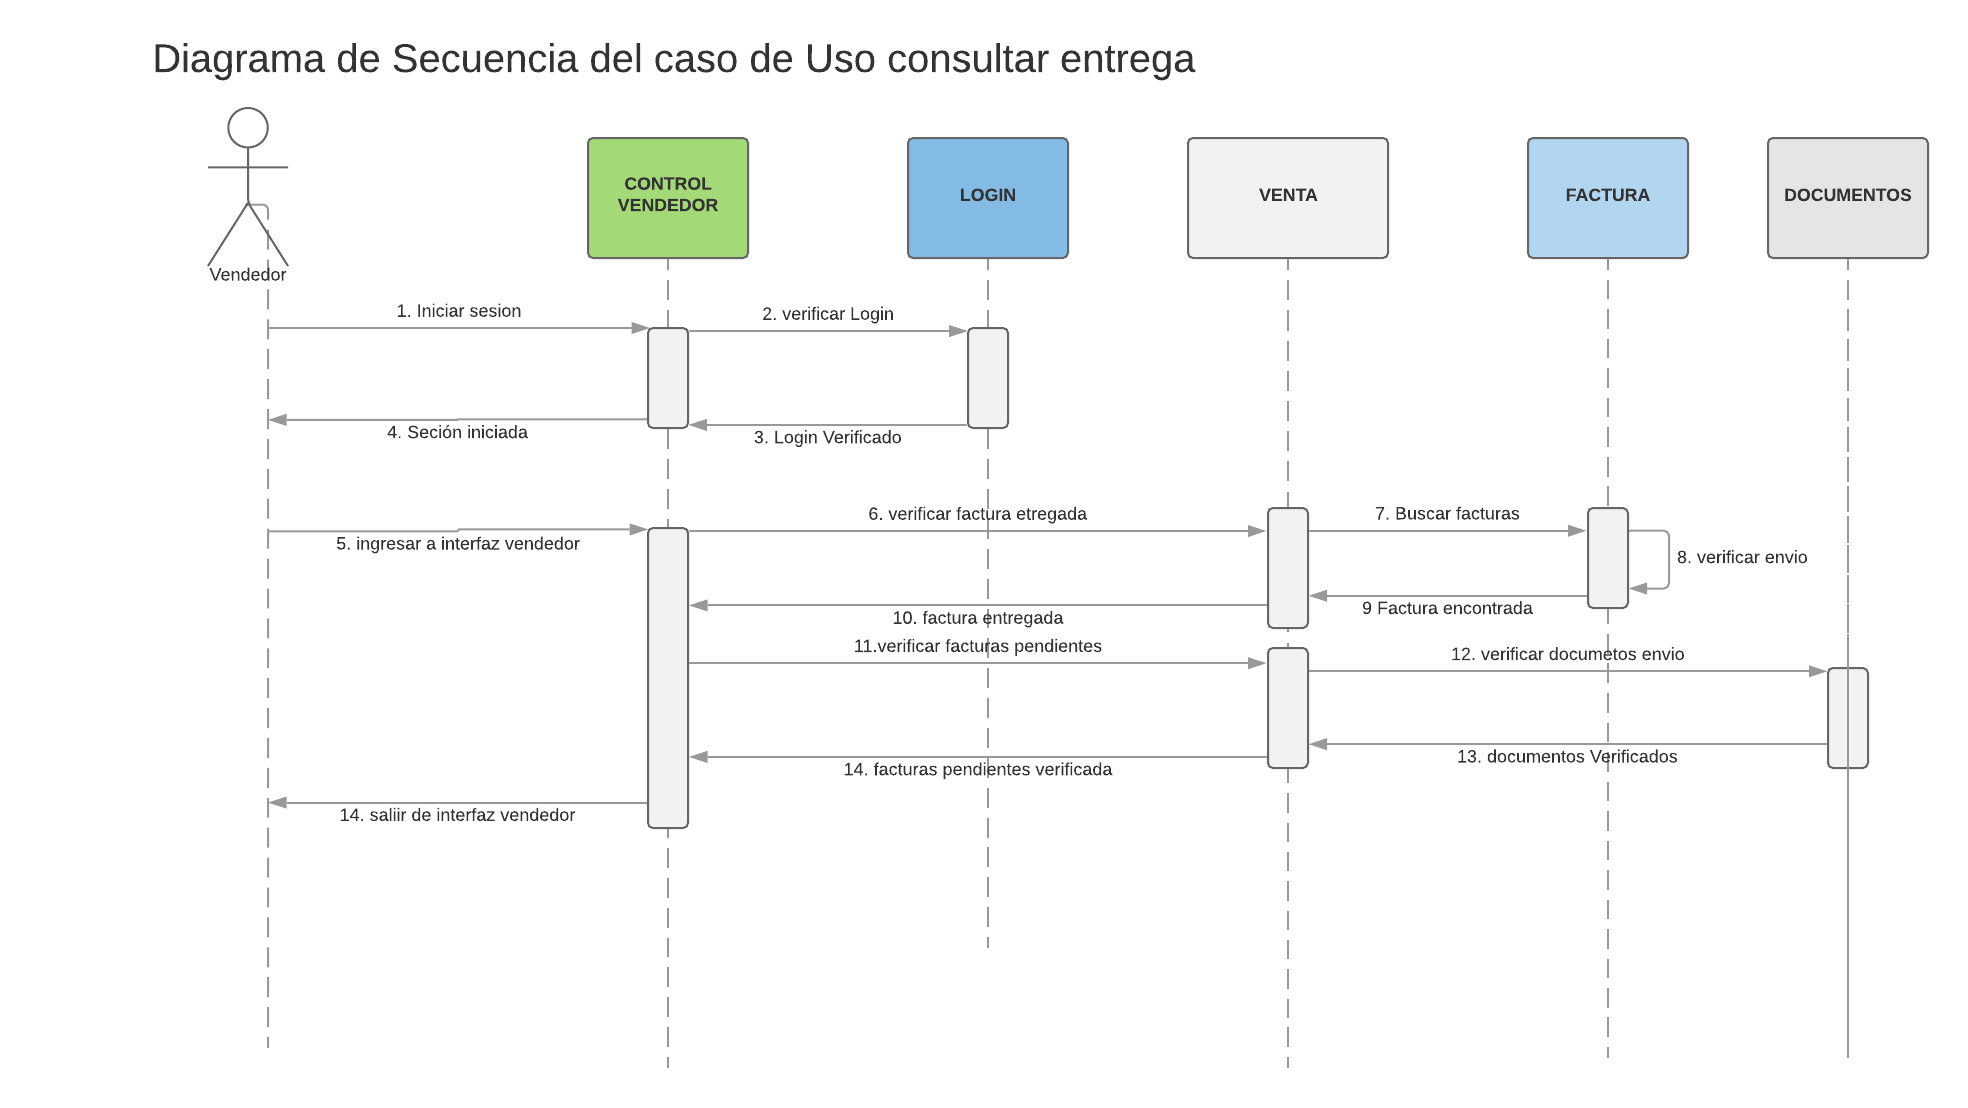 Diagrama de Secuencia del caso de Uso consultar entrega
CONTROL
VENDEDOR
LOGIN
VENTA
FACTURA
DOCUMENTOS
Vendedor
1. Iniciar sesion
2. verificar Login
4. Seción iniciada
3. Login Verificado
6. verificar factura etregada
7. Buscar facturas
5. ingresar a interfaz vendedor
8. verificar envio
9 Factura encontrada
10. factura entregada
11.verificar facturas pendientes
12. verificar documetos envio
13. documentos Verificados
14. facturas pendientes verificada
14. saliir de interfaz vendedor